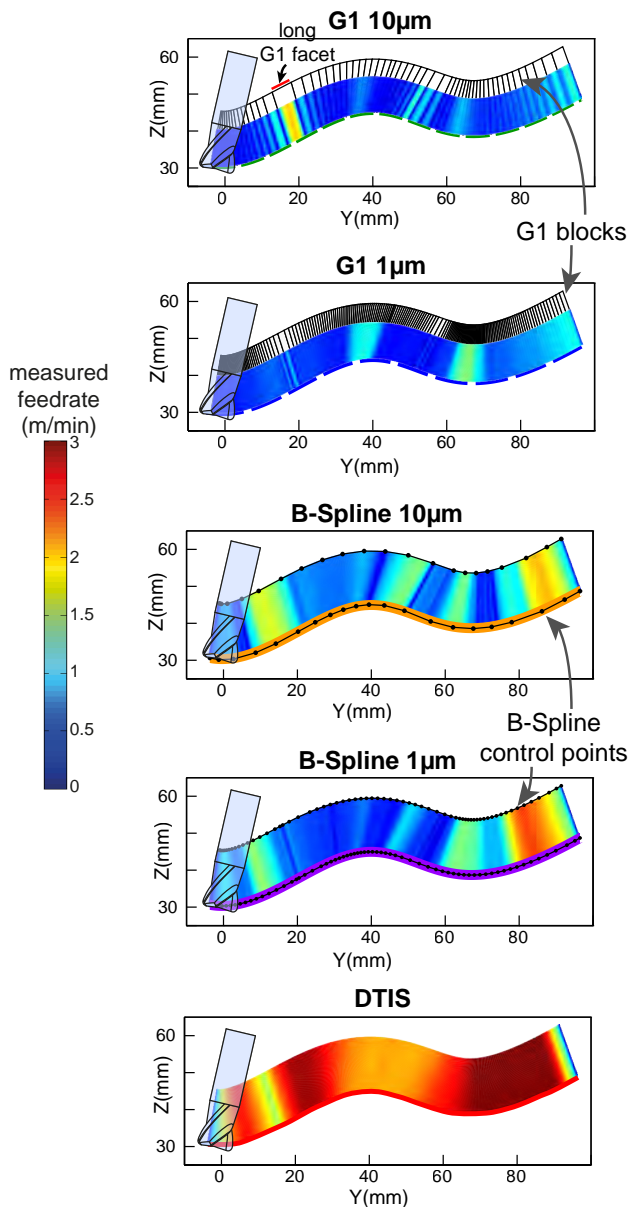 G1 10µm
long
G1 facet
60
30
Z(mm)
0
20
40
60
80
Y(mm)
G1 blocks
G1 1µm
60
30
Z(mm)
0
20
40
60
80
Y(mm)
measured
feedrate
(m/min)
3
2.5
2
1.5
1
0.5
0
B-Spline 10µm
60
30
Z(mm)
0
20
40
60
80
Y(mm)
B-Spline
control points
B-Spline 1µm
60
30
Z(mm)
0
20
40
60
80
Y(mm)
DTIS
60
30
Z(mm)
0
20
40
60
80
Y(mm)